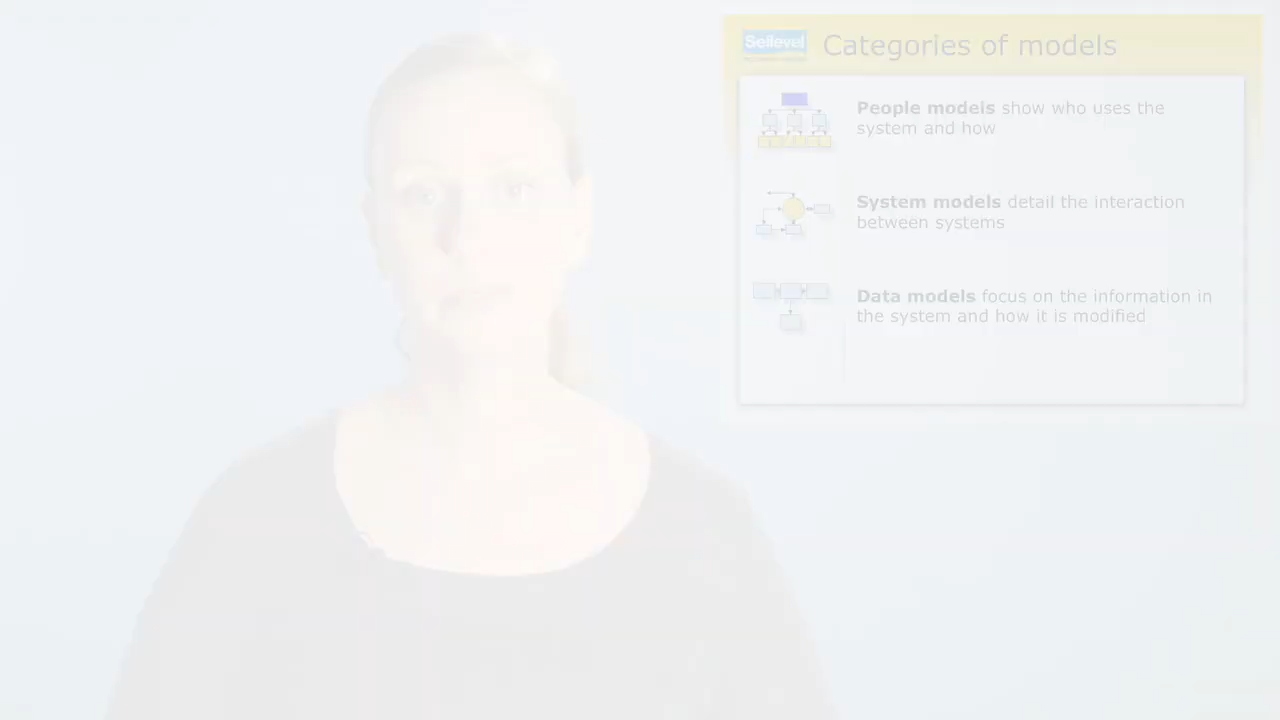 Seilevel
Categories of models
People models show who uses the
system and how
System models detail the interaction
between systems
Data models focus on the information in
the system and how it is modified